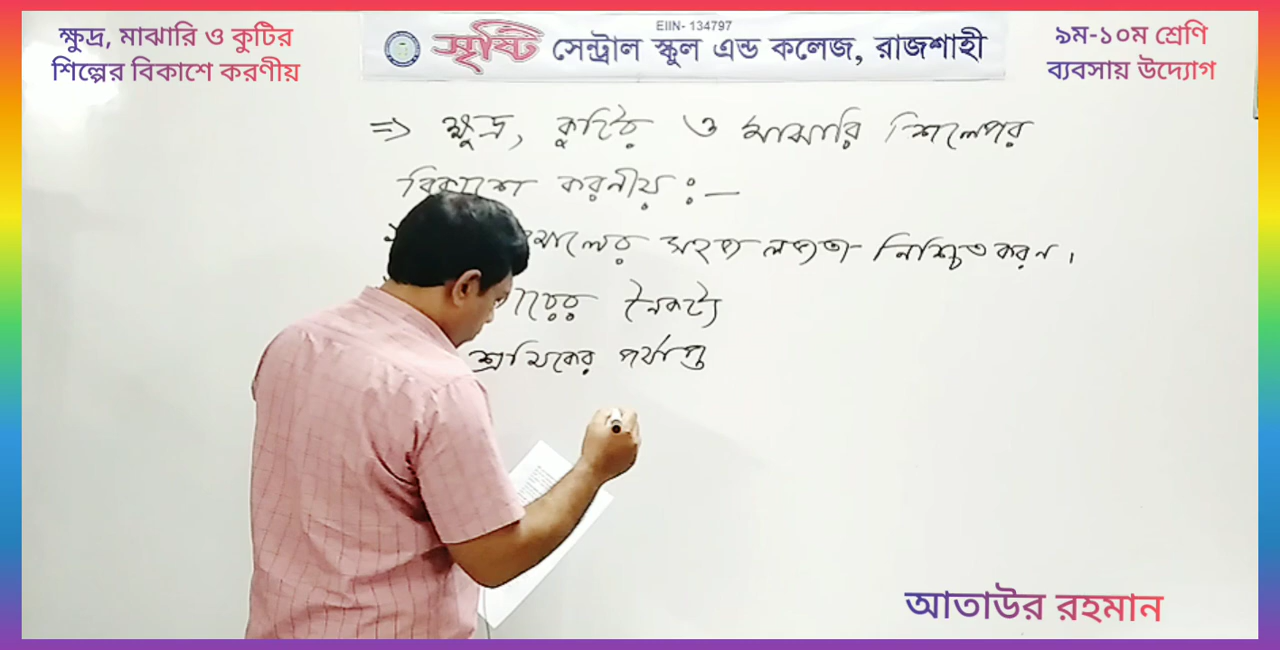 ক্ষুদ্র, মাঝারি ও কুটির
শিল্পের বিকাশে করণীয়
EIIN- 134797
সৃষ্টি সেন্ট্রাল স্কুল এন্ড কলেজ, রাজশাহী
৯ম-১০ম শ্রেণি
ব্যবসায় উদ্যোগ
=> ক্ষুদ্র, কুটির ও মাঝারি শিল্পের
বিকাশে করনীয় :-
সহজ লভ্যতা নিশ্চিতকরন।
নৈকট্য
শ্রমিকের পর্যাপ্ত
আতাউর রহমান